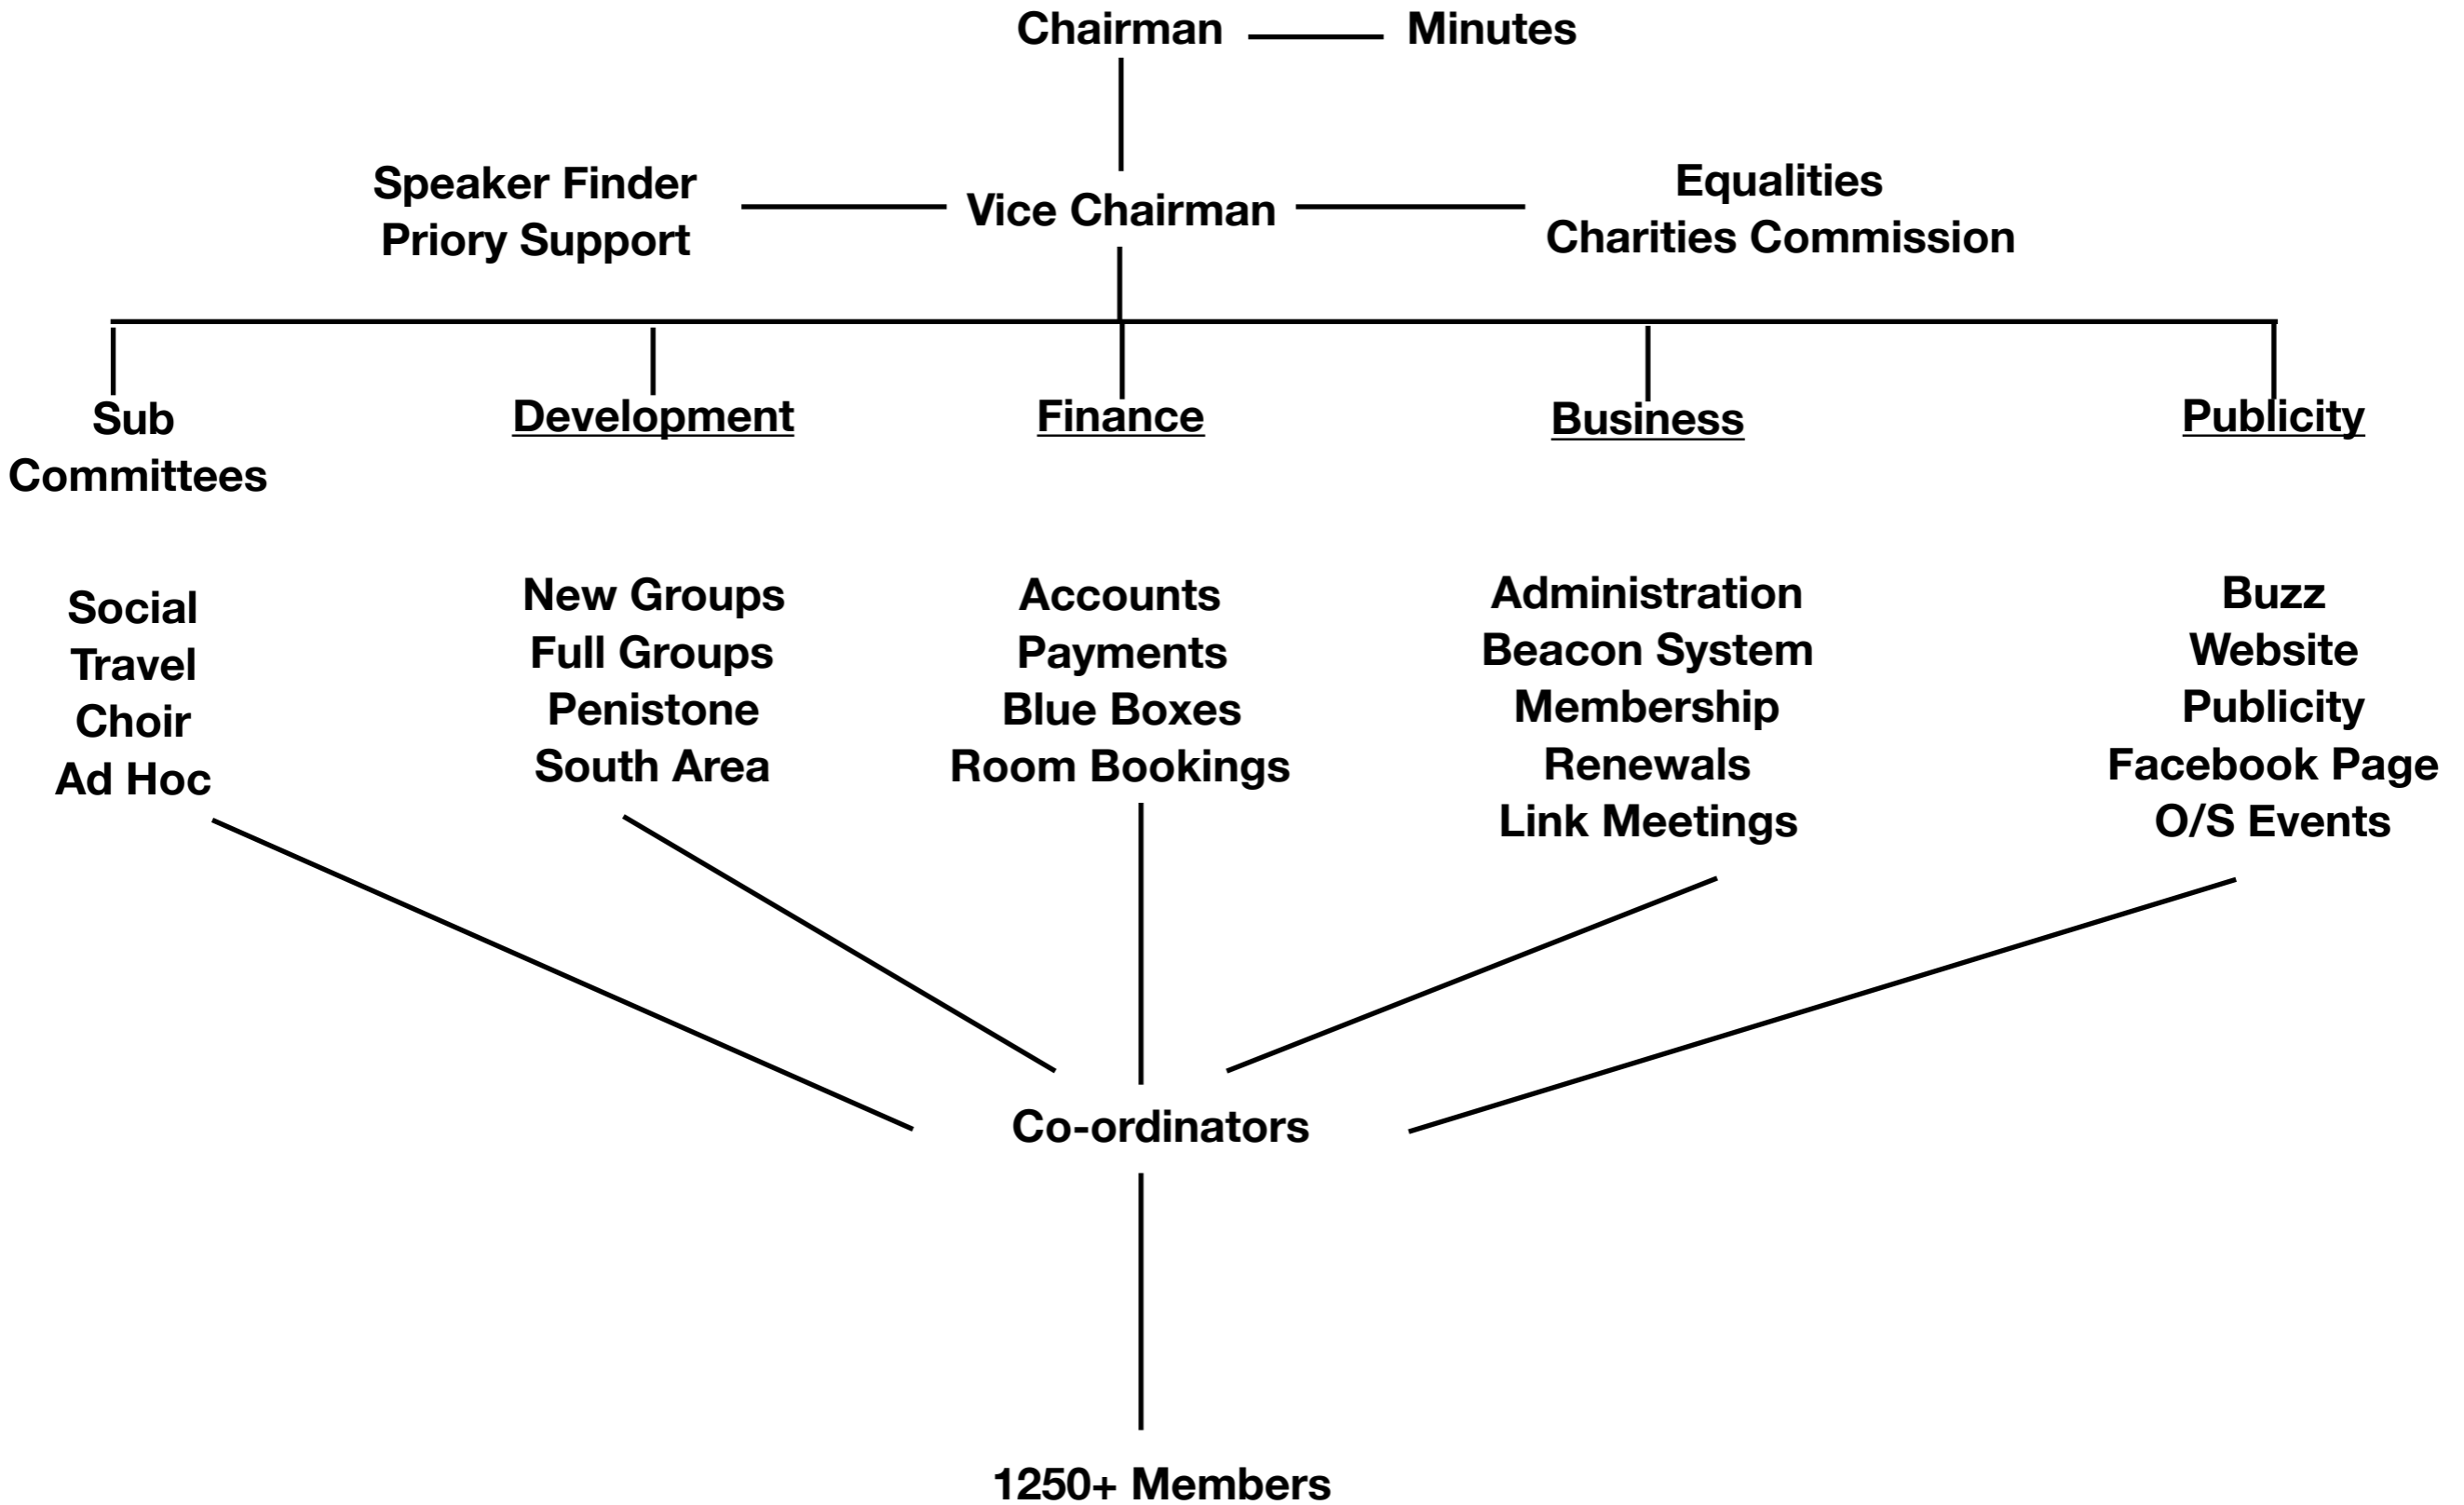 Chairman
Minutes
Speaker Finder
Priory Support
Vice Chairman
Equalities
Charities Commission
Sub
Committees
Development
Finance
Business
Publicity
Social
Travel
Choir
Ad Hoc
New Groups
Full Groups
Penistone
South Area
Accounts
Payments
Blue Boxes
Room Bookings
Administration
Beacon System
Membership
Renewals
Link Meetings
Buzz
Website
Publicity
Facebook Page
O/S Events
Co-ordinators
1250+ Members